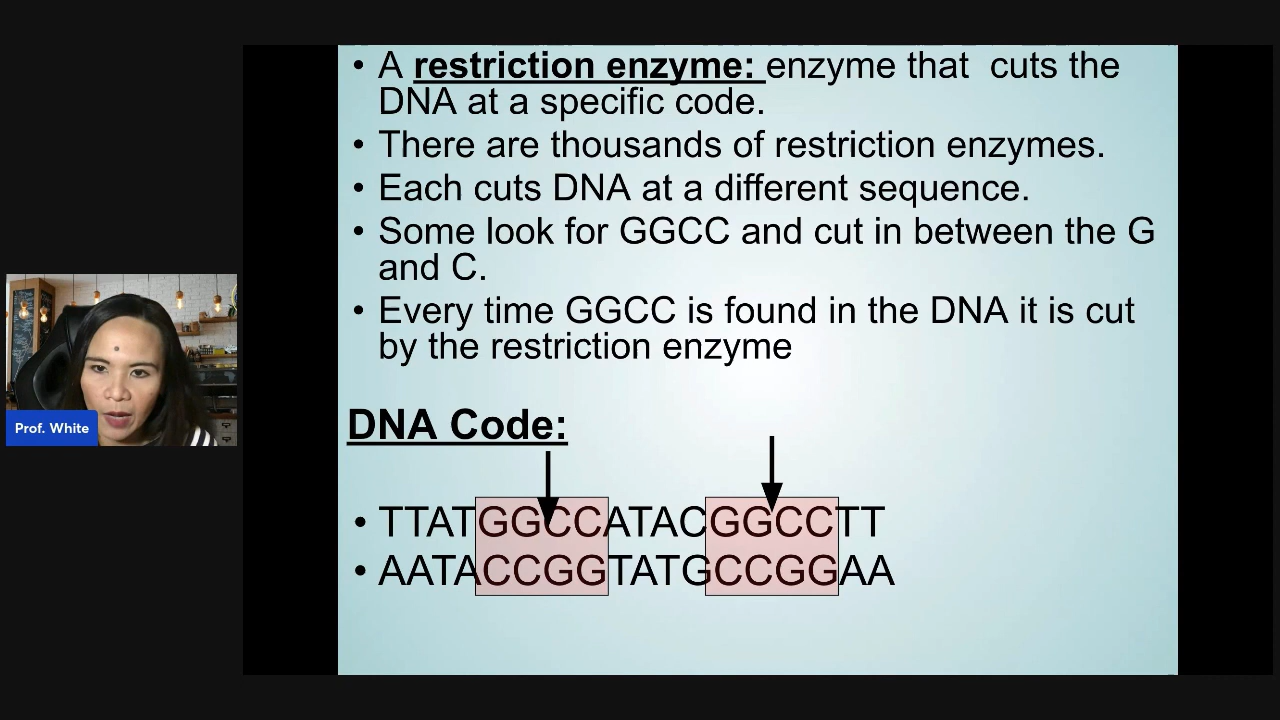 • A restriction enzyme: enzyme that  cuts the
DNA at a specific code.
• There are thousands of restriction enzymes.
• Each cuts DNA at a different sequence.
• Some look for GGCC and cut in between the G
and C.
• Every time GGCC is found in the DNA it is cut
by the restriction enzyme
DNA Code:
• TTATGGCCATACGGCCTT
• AATACCGGTATGCCGGAA
Prof. White